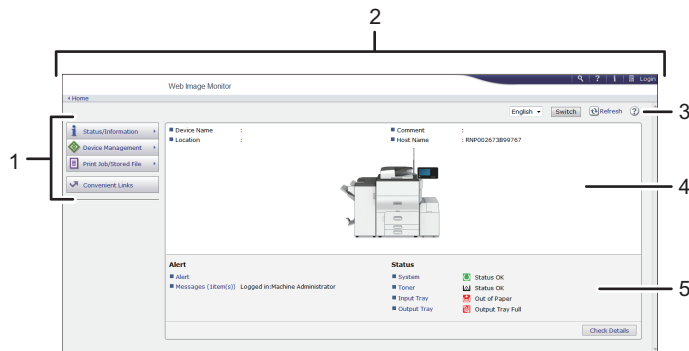 2
Web Image Monitor
? i Login
Home
English Switch Refresh ? 3
1
Status/Information
Device Management
Print Job/Stored File
Convenient Links
Device Name : Comment :
Location : Host Name : RNP002673B99767
4
Alert Status
Alert System Status OK
Messages (1item(s)) Logged in:Machine Administrator Toner Status OK
Input Tray Out of Paper 5
Output Tray Output Tray Full
Check Details